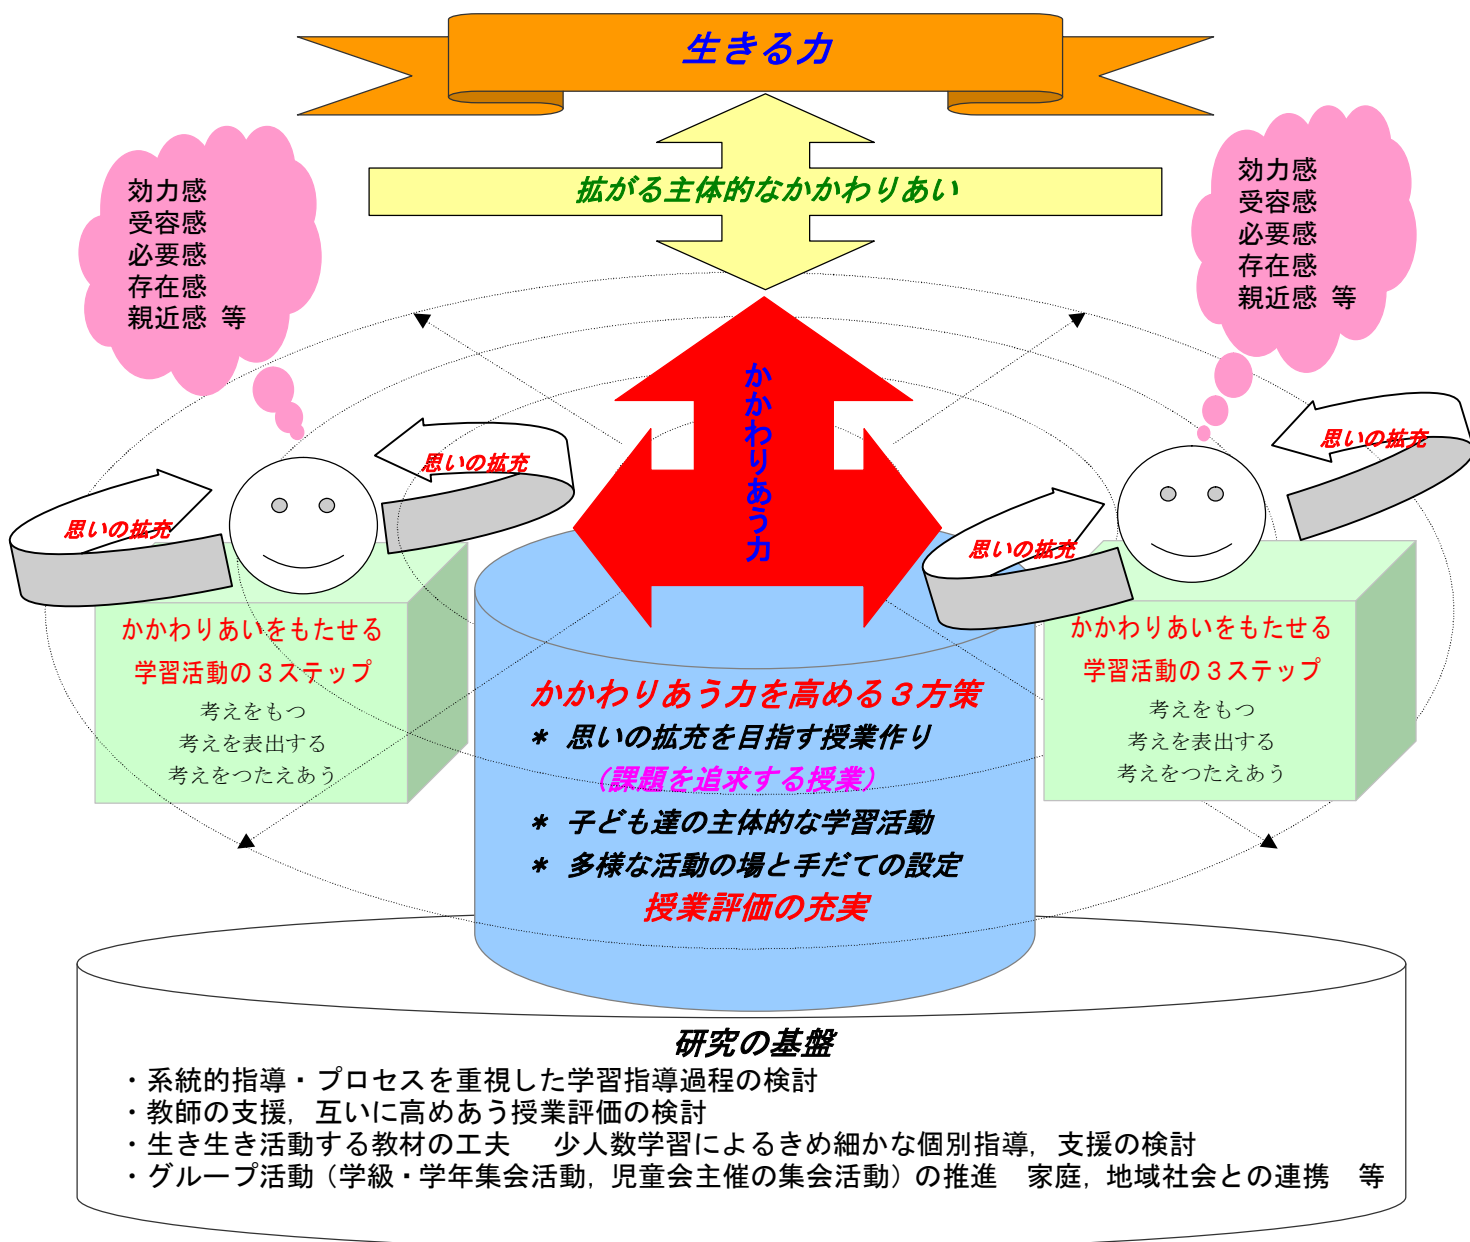 生きる力
拡がる主体的なかかわりあい
効力感
受容感
必要感
存在感
親近感 等
効力感
受容感
必要感
存在感
親近感 等
かかわりあう力
思いの拡充
思いの拡充
思いの拡充
思いの拡充
かかわりあいをもたせる
学習活動の３ステップ
考えをもつ
考えを表出する
考えをつたえあう
かかわりあう力を高める３方策
＊ 思いの拡充を目指す授業作り
（課題を追求する授業）
＊ 子ども達の主体的な学習活動
＊ 多様な活動の場と手だての設定
授業評価の充実
かかわりあいをもたせる
学習活動の３ステップ
考えをもつ
考えを表出する
考えをつたえあう
研究の基盤
・系統的指導・プロセスを重視した学習指導過程の検討
・教師の支援，互いに高めあう授業評価の検討
・生き生き活動する教材の工夫　少人数学習によるきめ細かな個別指導，支援の検討
・グループ活動（学級・学年集会活動，児童会主催の集会活動）の推進　家庭，地域社会との連携　等